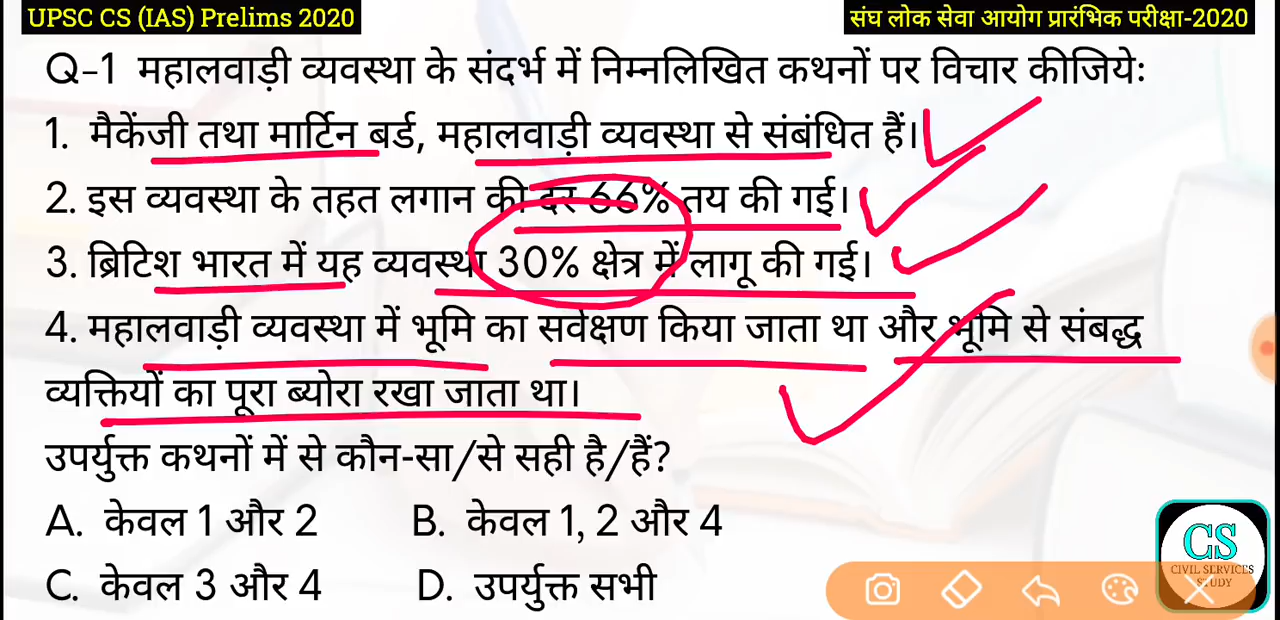 UPSC CS (IAS) Prelims 2020
संघ लोक सेवा आयोग प्रारंभिक परीक्षा-2020
Q-1 महालवाड़ी व्यवस्था के संदर्भ में निम्नलिखित कथनों पर विचार कीजिये:
1. मैकेंजी तथा मार्टिन बर्ड, महालवाड़ी व्यवस्था से संबंधित हैं।
2. इस व्यवस्था के तहत लगान की दर 66% तय की गई।
3. ब्रिटिश भारत में यह व्यवस्था 30% क्षेत्र में लागू की गई।
4. महालवाड़ी व्यवस्था में भूमि का सर्वेक्षण किया जाता था और भूमि से संबद्ध
व्यक्तियों का पूरा ब्योरा रखा जाता था।
उपर्युक्त कथनों में से कौन-सा/से सही है/हैं?
A. केवल 1 और 2 B. केवल 1, 2 और 4
C. केवल 3 और 4 D. उपर्युक्त सभी
CS
CIVIL SERVICES
STUDY